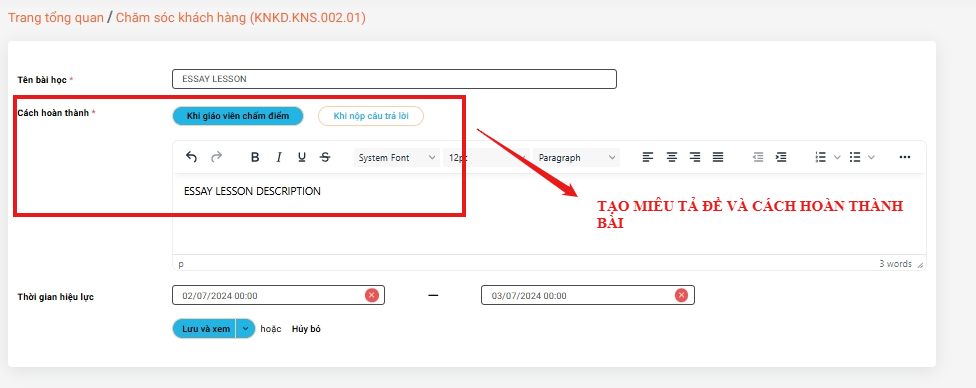 Trang tổng quan / Chăm sóc khách hàng (KNKD.KNS.002.01)
Tên bài học *
ESSAY LESSON
Cách hoàn thành *
Khi giáo viên chấm điểm
Khi nộp câu trả lời
B I U S System Font 12pt Paragraph
ESSAY LESSON DESCRIPTION
TẠO MIÊU TẢ ĐỀ VÀ CÁCH HOÀN THÀNH
BÀI
p 3 words
Thời gian hiệu lực
02/07/2024 00:00 — 03/07/2024 00:00
Lưu và xem hoặc Hủy bỏ